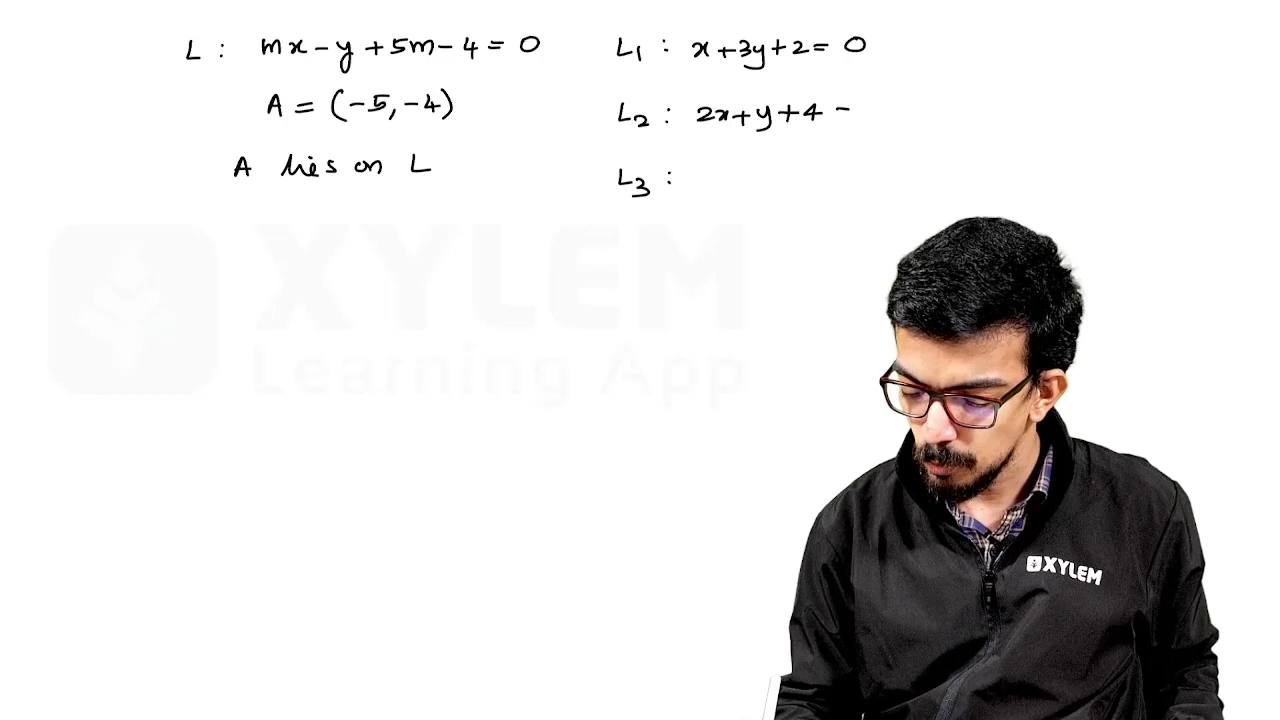 L : mx - y + 5m - 4 = 0
A = (-5, -4)
A lies on L
L₁ : x + 3y + 2 = 0
L₂ : 2x + y + 4 -
L₃ :
XYLEM
Learning App
XYLEM